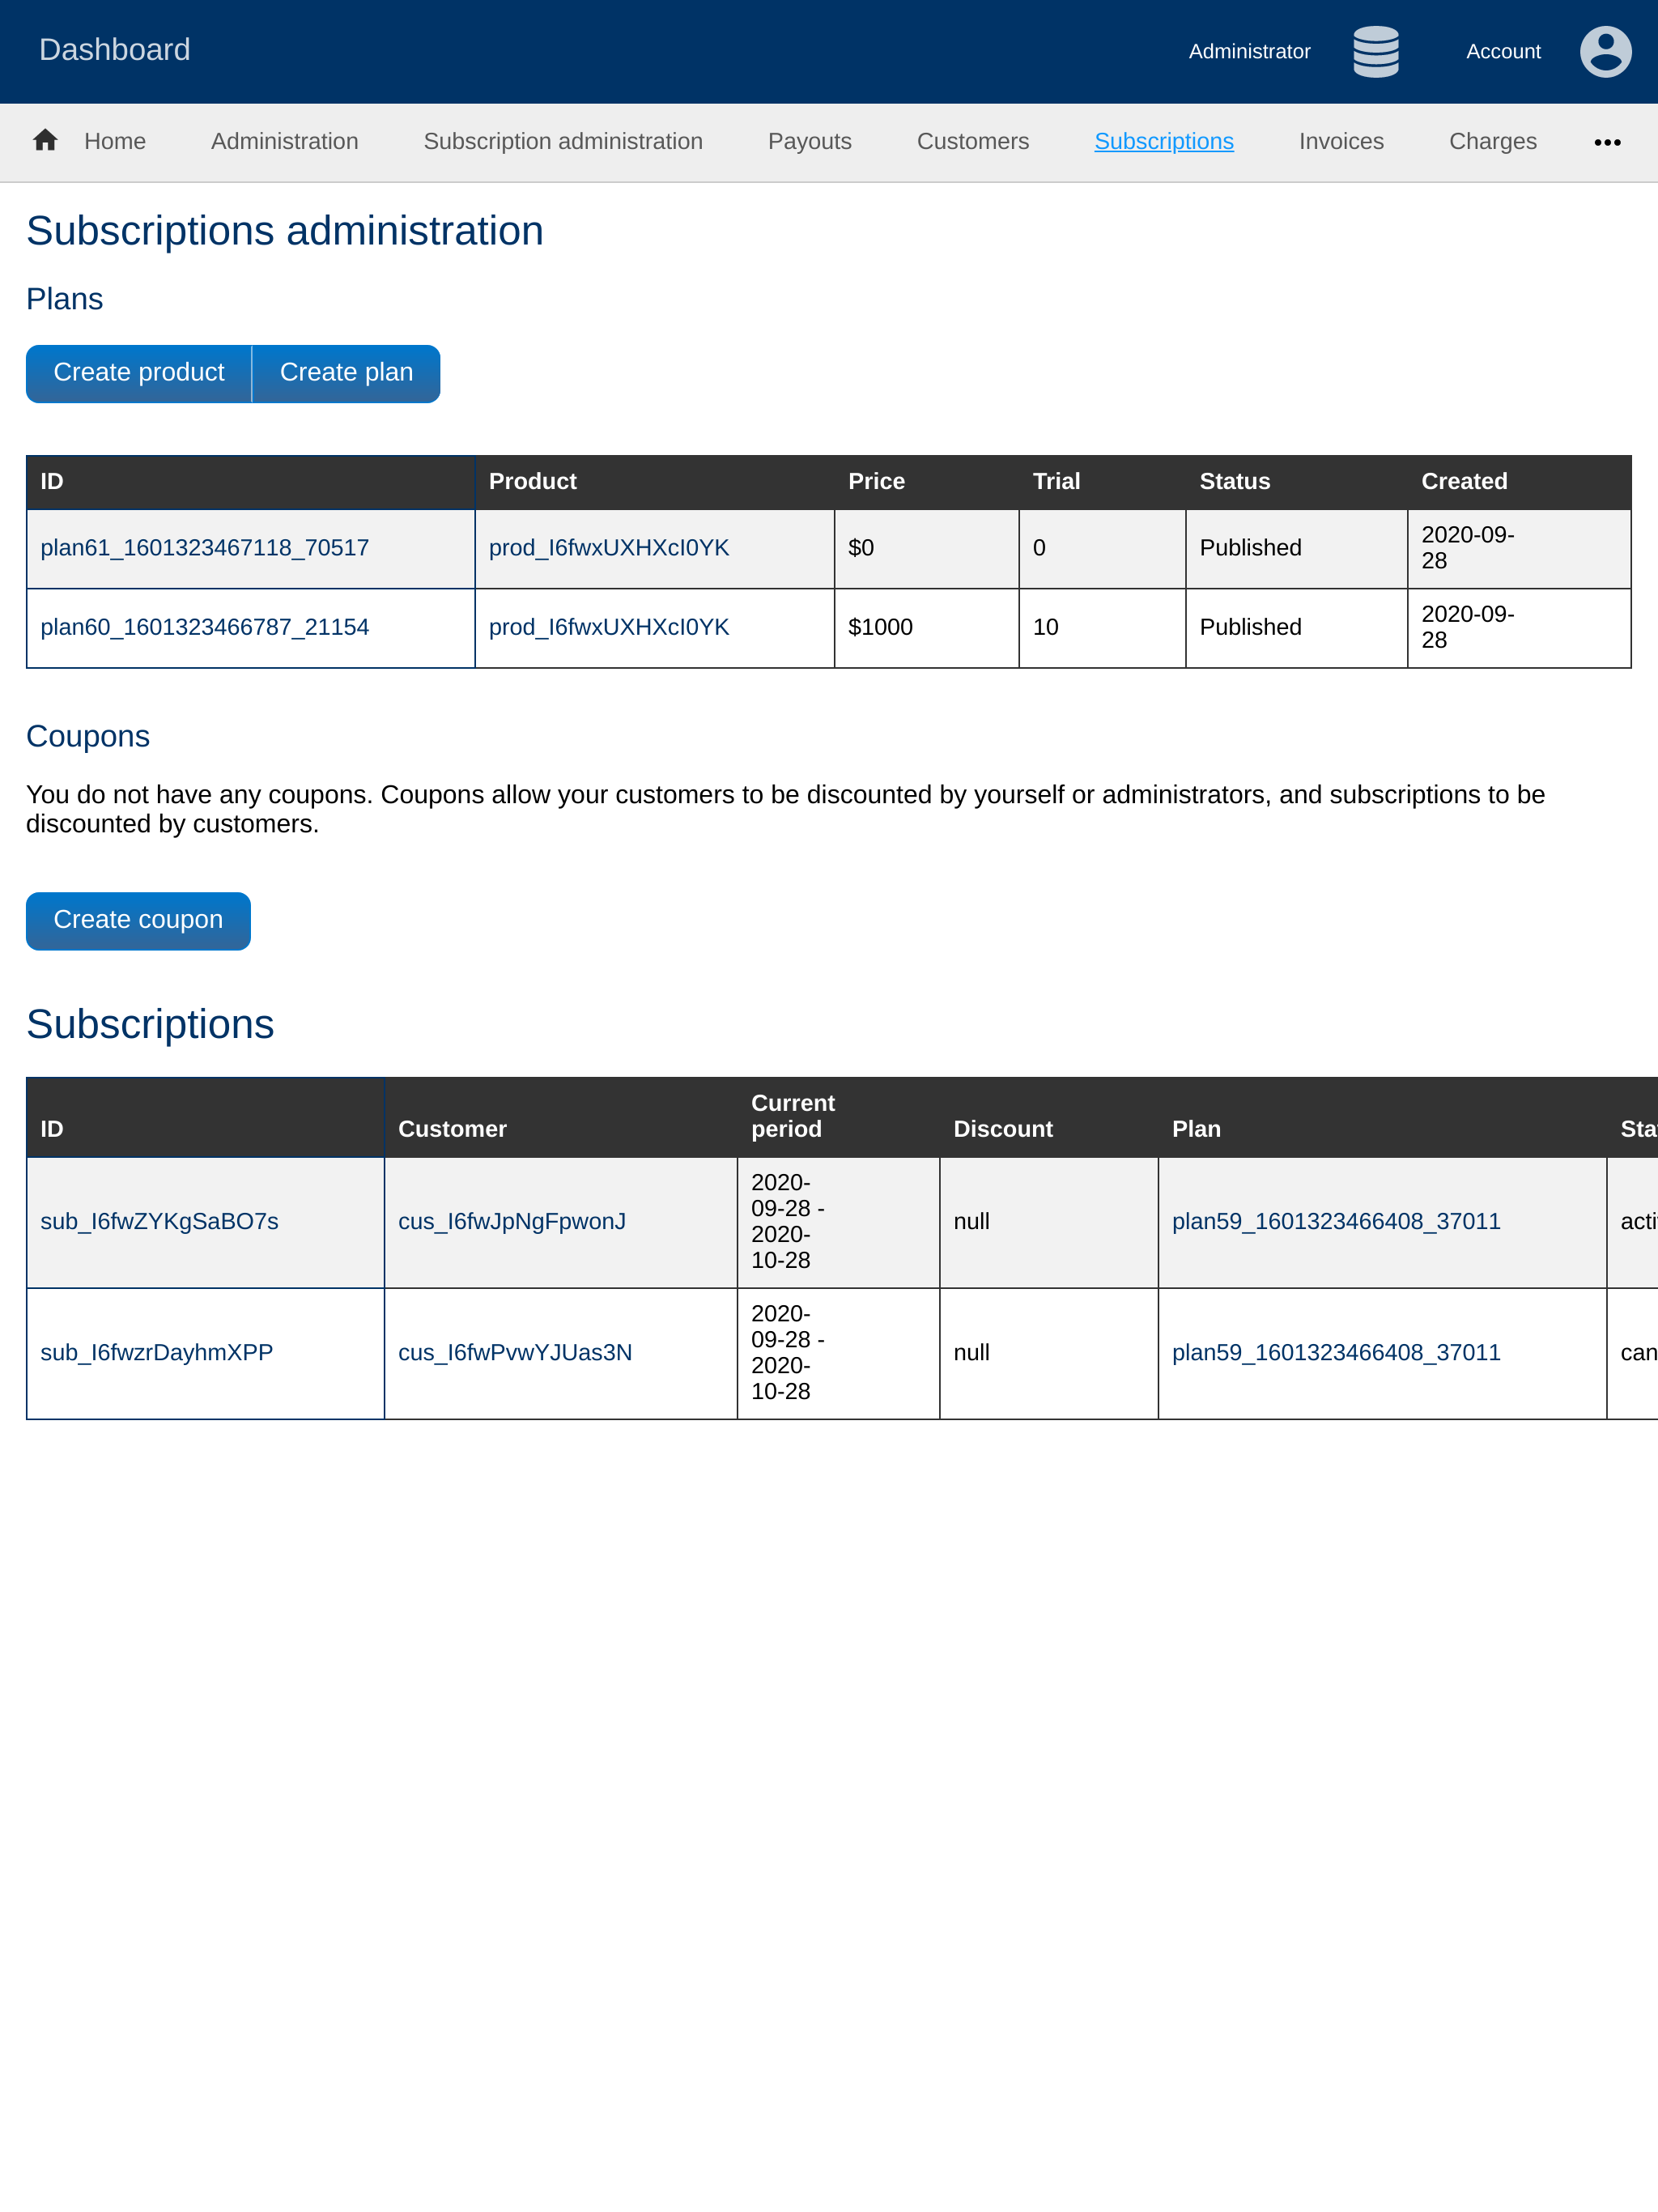 Dashboard
Administrator
Account
Home Administration Subscription administration Payouts Customers Subscriptions Invoices Charges •••
Subscriptions administration
Plans
Create product Create plan
ID Product Price Trial Status Created
plan61_1601323467118_70517 prod_I6fwxUXHXcI0YK $0 0 Published 2020-09-
28
plan60_1601323466787_21154 prod_I6fwxUXHXcI0YK $1000 10 Published 2020-09-
28
Coupons
You do not have any coupons. Coupons allow your customers to be discounted by yourself or administrators, and subscriptions to be
discounted by customers.
Create coupon
Subscriptions
ID Customer Current
period Discount Plan
sub_I6fwZYKgSaBO7s cus_I6fwJpNgFpwonJ 2020-
09-28 -
2020-
10-28 null plan59_1601323466408_37011
sub_I6fwzrDayhmXPP cus_I6fwPvwYJUas3N 2020-
09-28 -
2020-
10-28 null plan59_1601323466408_37011